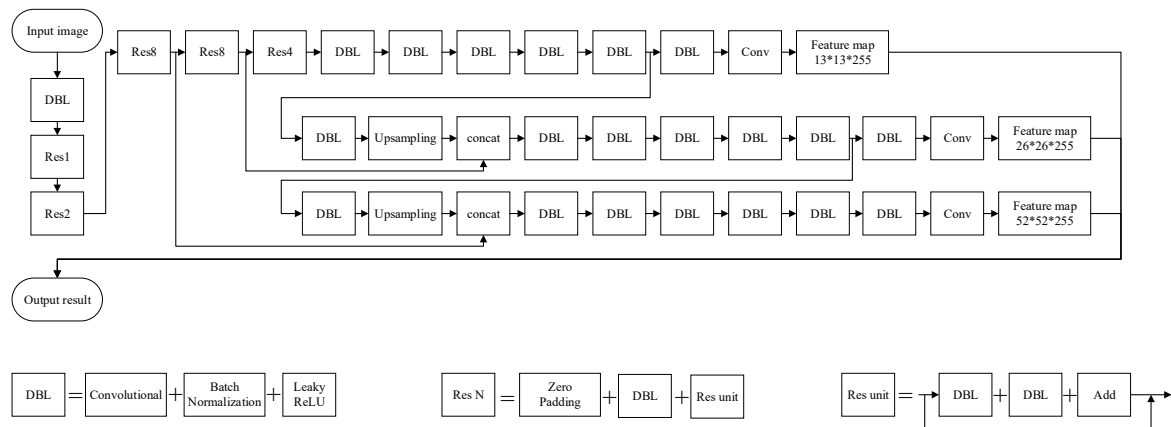 Input image
DBL
Res1
Res2
Res8
Res8
Res4
DBL
DBL
DBL
DBL
DBL
DBL
Conv
Feature map
13*13*255
DBL
Upsampling
concat
DBL
DBL
DBL
DBL
DBL
DBL
Conv
Feature map
26*26*255
DBL
Upsampling
concat
DBL
DBL
DBL
DBL
DBL
DBL
Conv
Feature map
52*52*255
Output result
DBL = Convolutional + Batch
Normalization + Leaky
ReLU
Res N = Zero
Padding + DBL + Res unit
Res unit = DBL + DBL + Add